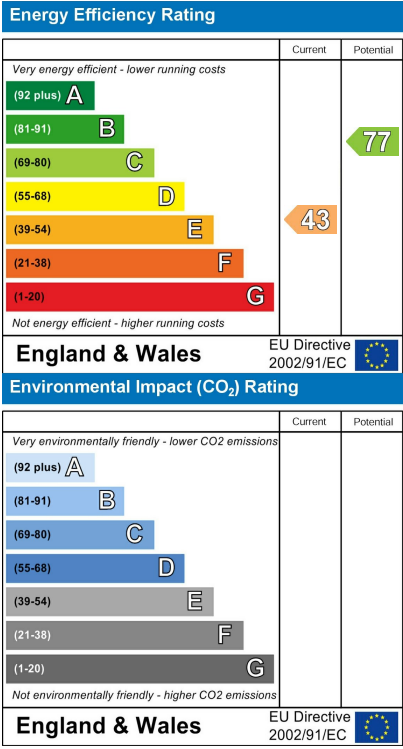 Energy Efficiency Rating
Current Potential
Very energy efficient - lower running costs
(92 plus) A
(81-91) B
77
(69-80) C
(55-68) D
(39-54) E
43
(21-38) F
(1-20) G
Not energy efficient - higher running costs
England & Wales
EU Directive
2002/91/EC
Environmental Impact (CO₂) Rating
Current Potential
Very environmentally friendly - lower CO2 emissions
(92 plus) A
(81-91) B
(69-80) C
(55-68) D
(39-54) E
(21-38) F
(1-20) G
Not environmentally friendly - higher CO2 emissions
England & Wales
EU Directive
2002/91/EC